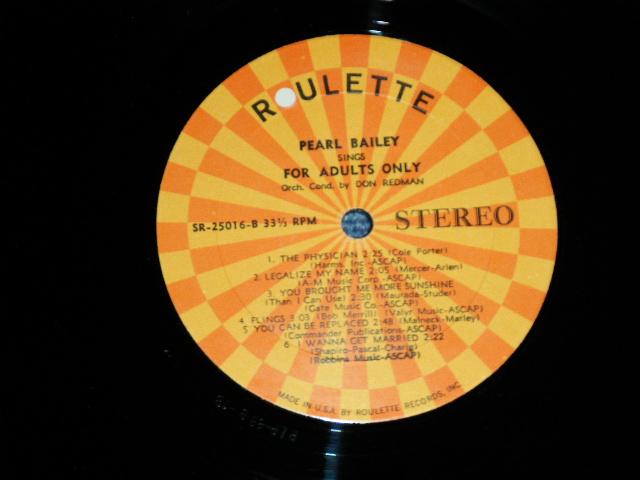 ROULETTE
PEARL BAILEY
SINGS
FOR ADULTS ONLY
Orch. Cond. by DON REDMAN
SR-25016-B 33⅓ RPM
STEREO
1. THE PHYSICIAN 2:25 (Cole Porter)
(Harms, Inc.-ASCAP)
2. LEGALIZE MY NAME 2:05 (Mercer-Arlen)
(A-M Music Corp.-ASCAP)
3. YOU BROUGHT ME MORE SUNSHINE
(Than I Can Use) 2:30 (Maurada-Studer)
(Gate Music Co.-ASCAP)
4. FLINGS 3:03 (Bob Merrill) (Valyr Music-ASCAP)
5 YOU CAN BE REPLACED 2:48 (Malneck-Marley)
(Commander Publications-ASCAP)
6. I WANNA GET MARRIED 2:22
(Shapiro-Pascal-Charig)
(Robbins Music-ASCAP)
MADE IN U.S.A. BY ROULETTE RECORDS, INC.